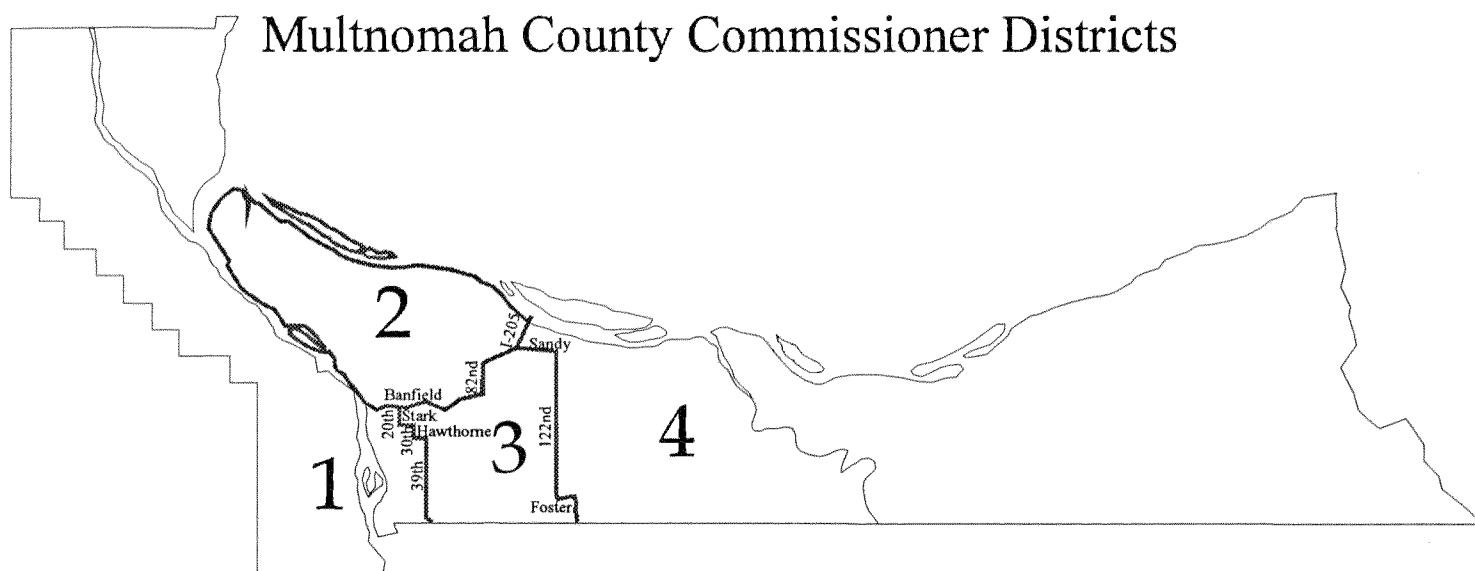 Multnomah County Commissioner Districts
2
I-205
Sandy
82nd
Banfield
20th
Stark
30th
Hawthorne
39th
122nd
3
4
1
Foster